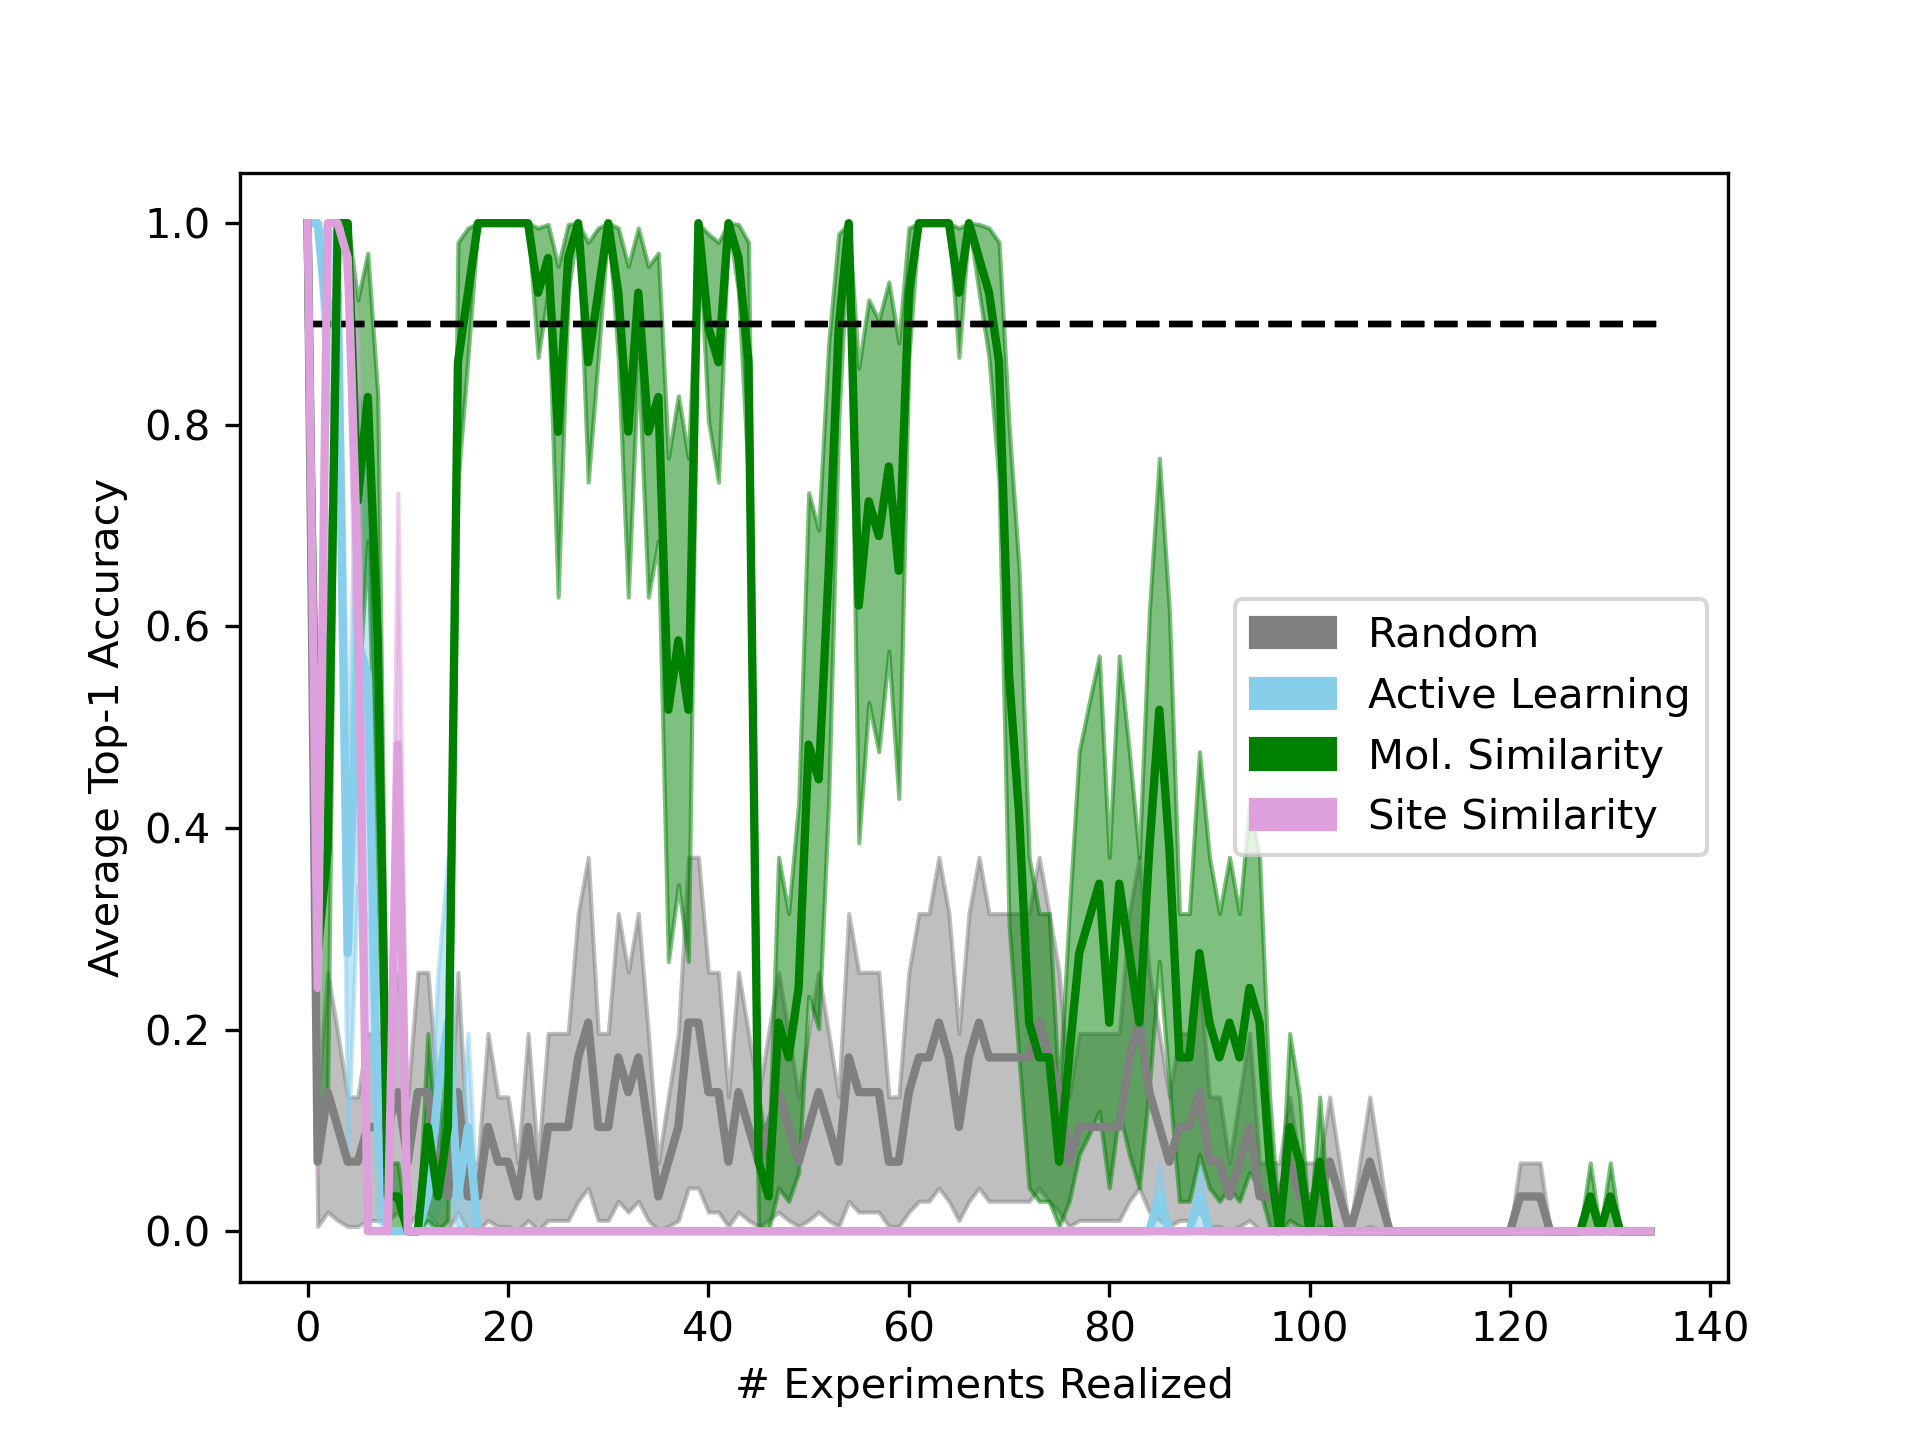 1.0
0.8
0.6
0.4
0.2
0.0
Average Top-1 Accuracy
Random
Active Learning
Mol. Similarity
Site Similarity
0 20 40 60 80 100 120 140
# Experiments Realized